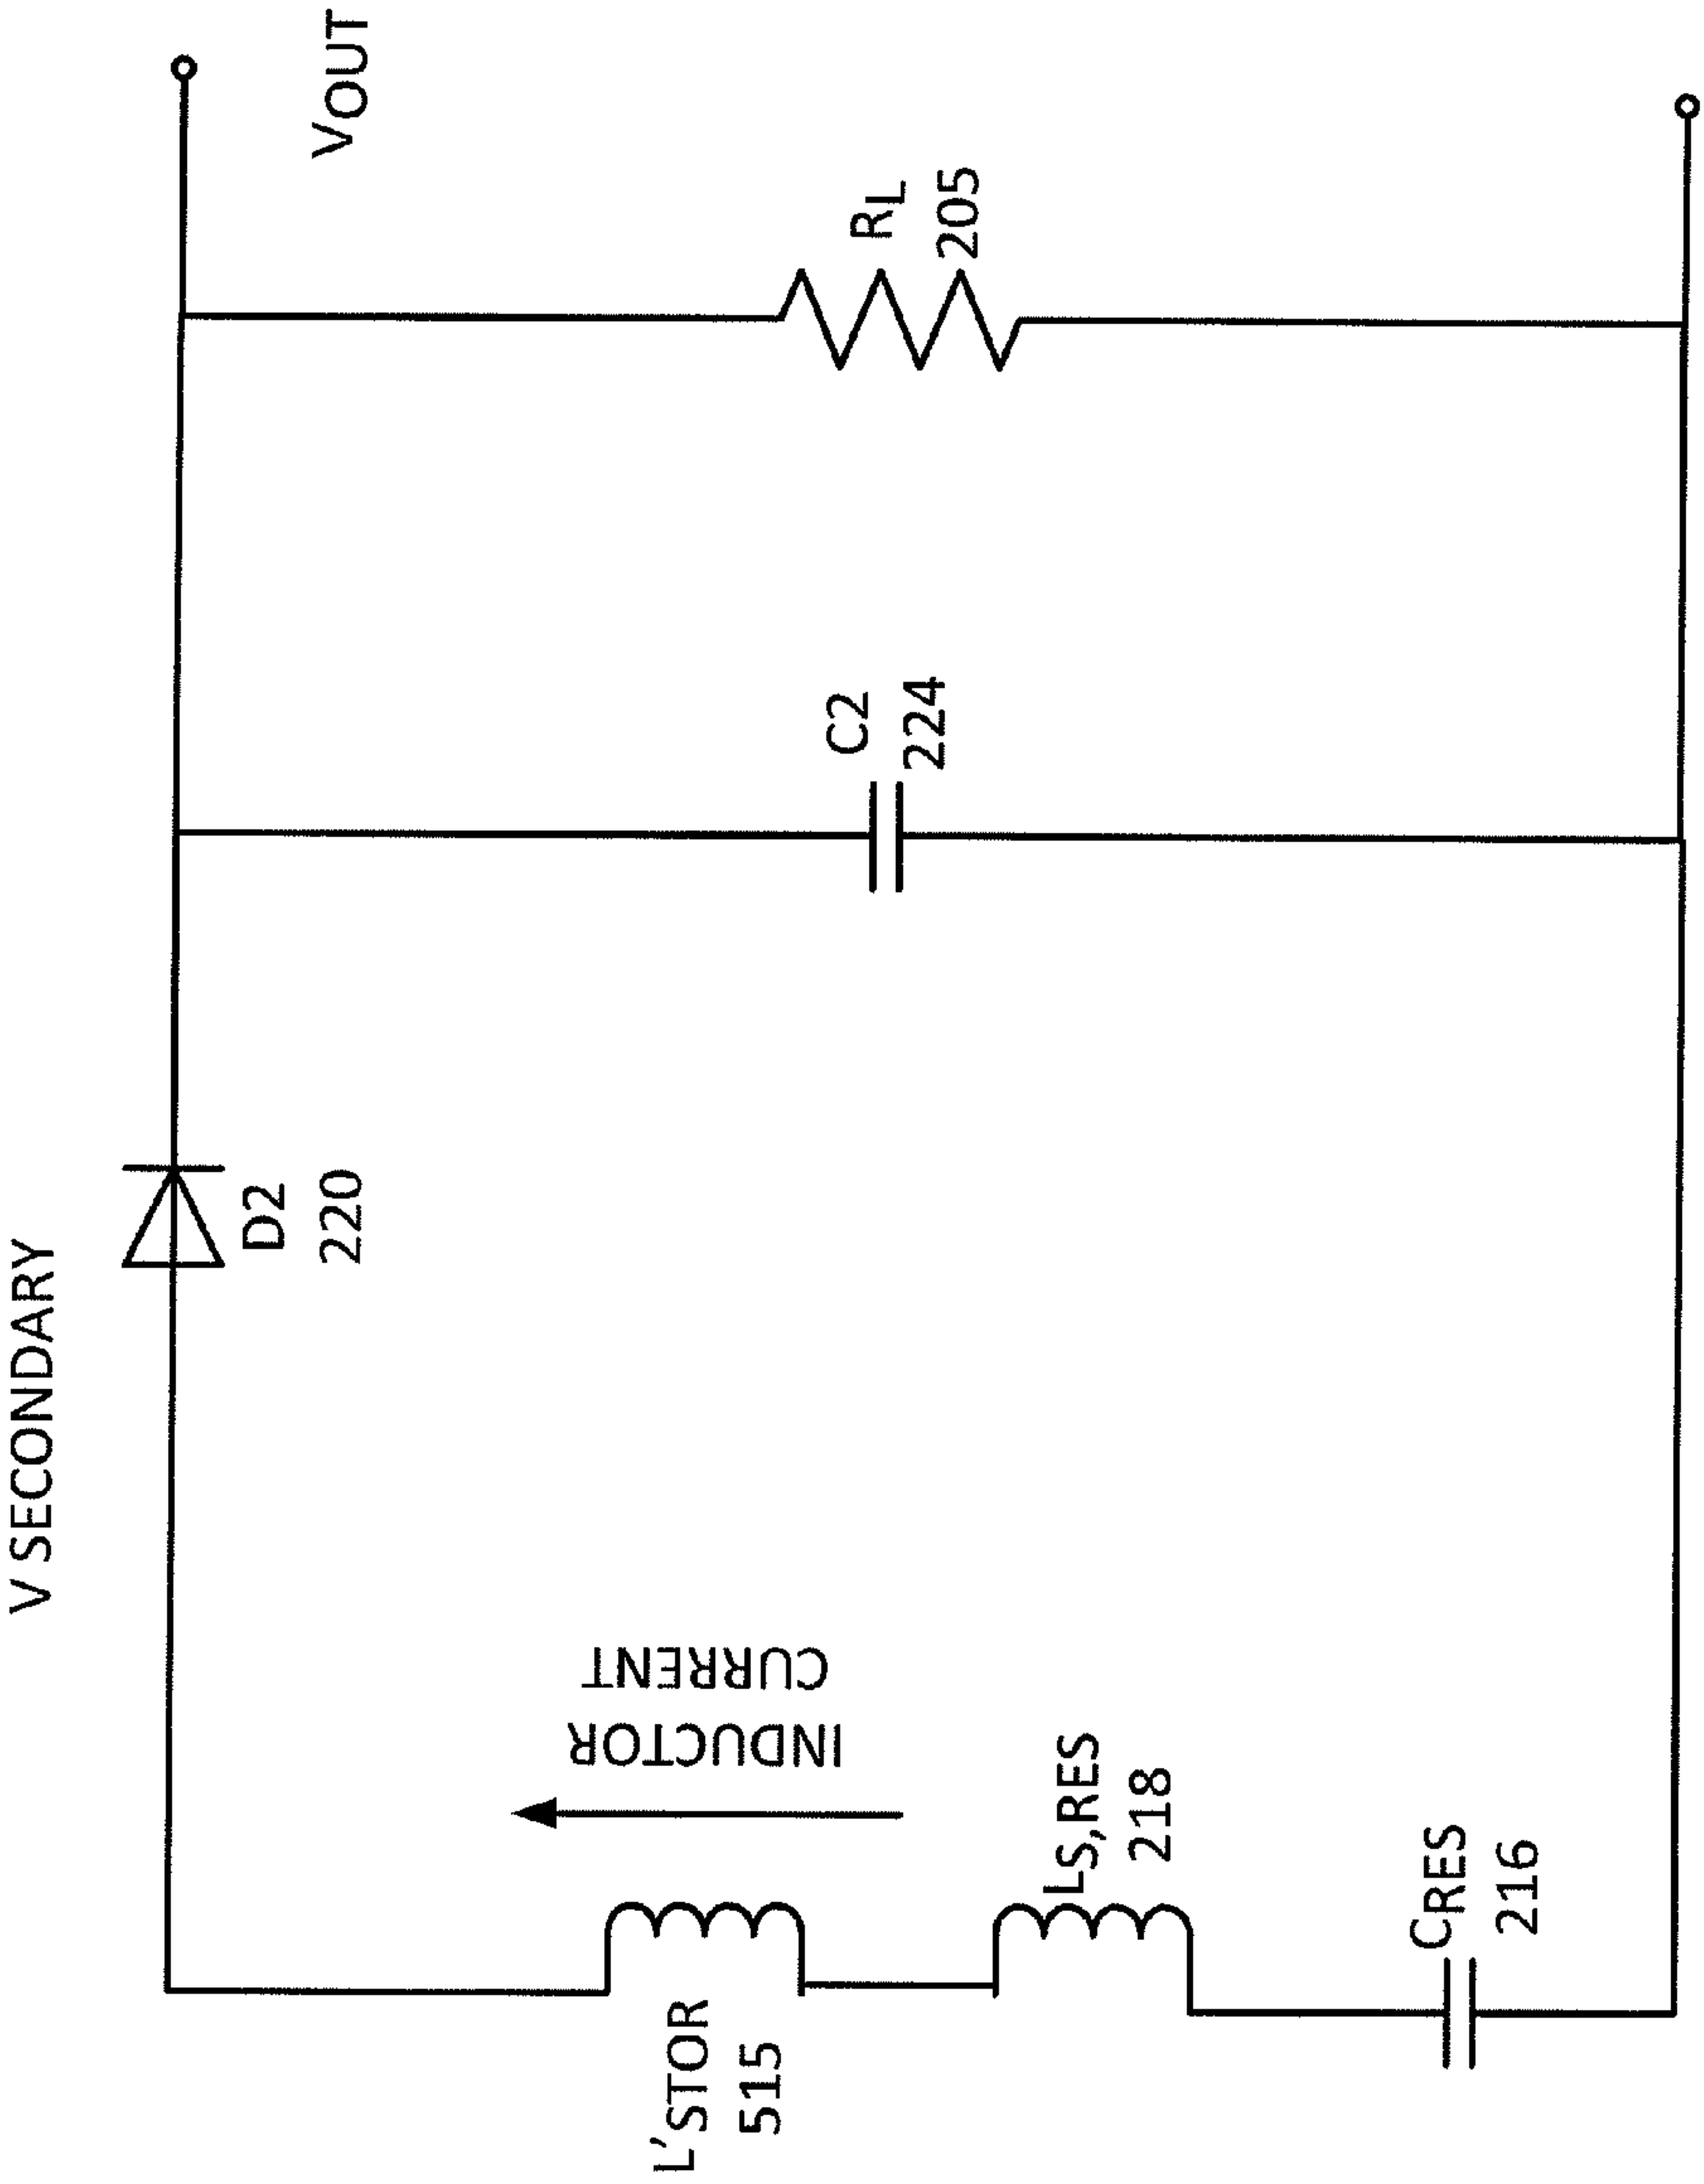 V SECONDARY
D2
220
VOUT
C2
224
RL
205
INDUCTOR
CURRENT
L'STOR
515
LS,RES
218
CRES
216